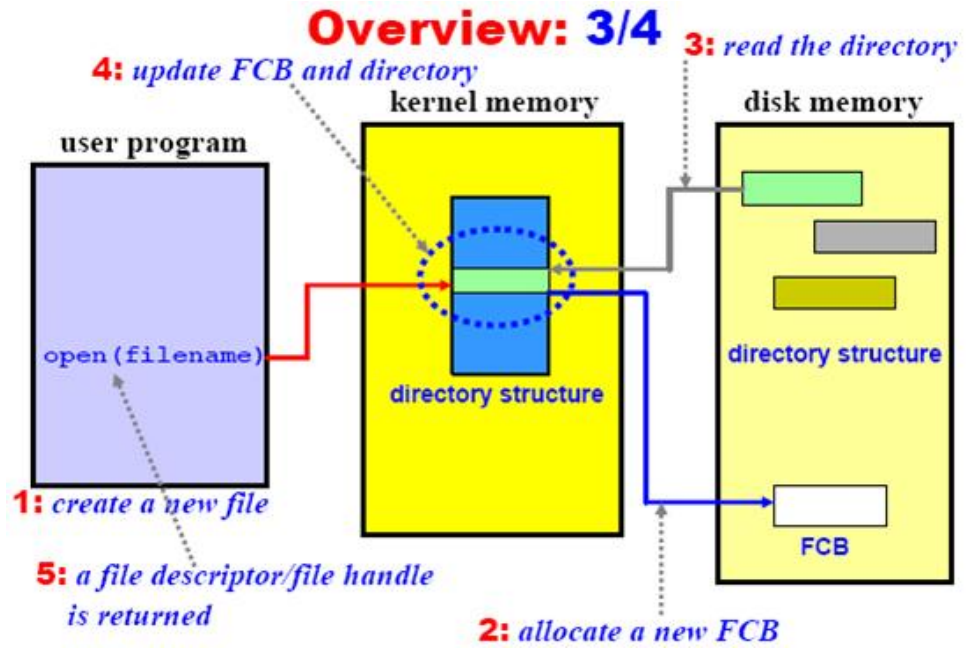 Overview: 3/4
3: read the directory
4: update FCB and directory
kernel memory
disk memory
user program
open(filename)
directory structure
directory structure
1: create a new file
FCB
5: a file descriptor/file handle
is returned
2: allocate a new FCB